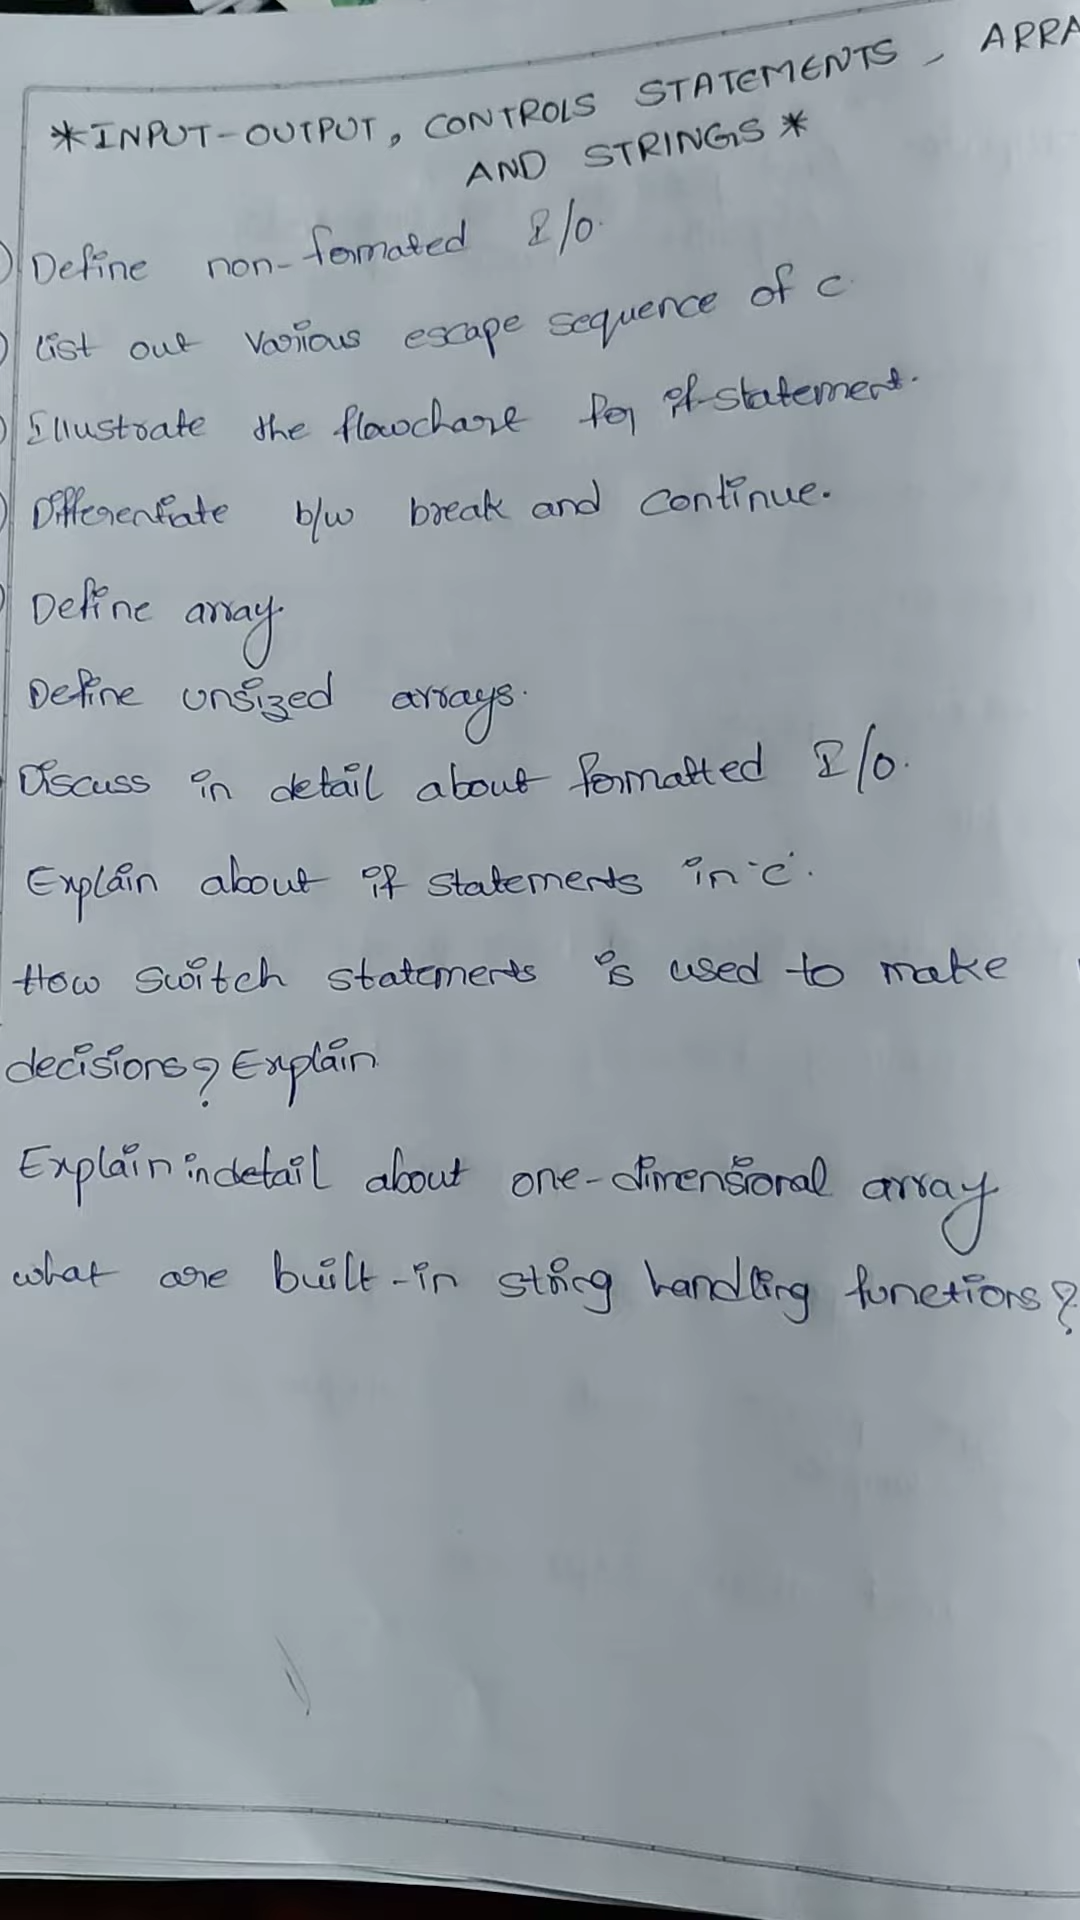 *INPUT-OUTPUT, CONTROLS STATEMENTS, ARRA
AND STRINGS*
Define non-formated I/O.
List out Various escape sequence of C.
Illustrate the flowchart for if-statement.
Differentiate b/w break and continue.
Define array.
Define unsized arrays.
Discuss in detail about formatted I/O.
Explain about if statements in 'C'.
How Switch statements is used to make
decisions? Explain.
Explain indetail about one-dimensional array
what are built-in string handling functions?